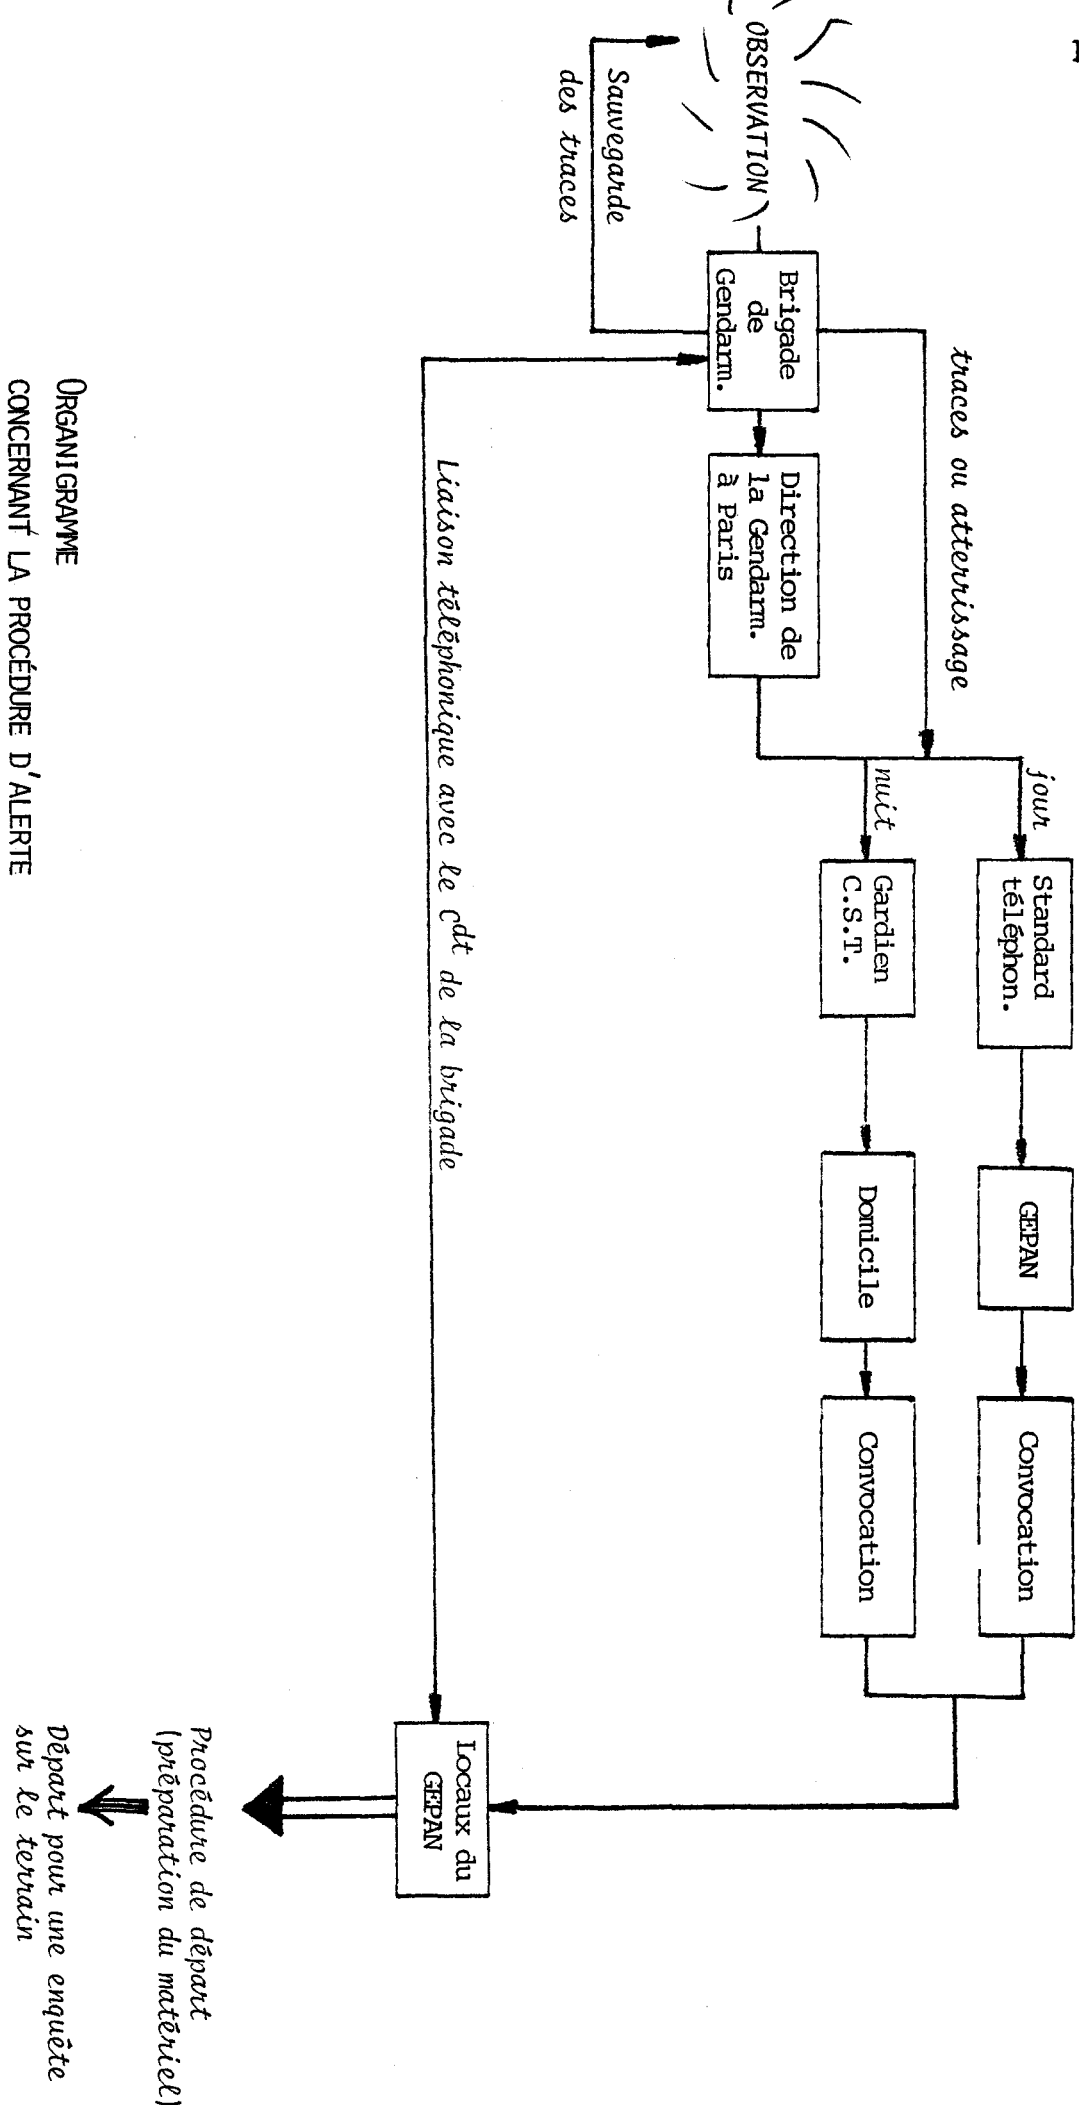 traces ou atterrissage
jour
Standard
téléphon.
GEPAN
Convocation
nuit
Gardien
C.S.T.
Domicile
Convocation
OBSERVATION
Brigade
de
Gendarm.
Direction de
la Gendarm.
à Paris
Sauvegarde
des traces
Liaison téléphonique avec le Cdt de la brigade
Locaux du
GEPAN
Procédure de départ
(préparation du matériel)
Départ pour une enquête
sur le terrain
ORGANIGRAMME
CONCERNANT LA PROCÉDURE D'ALERTE